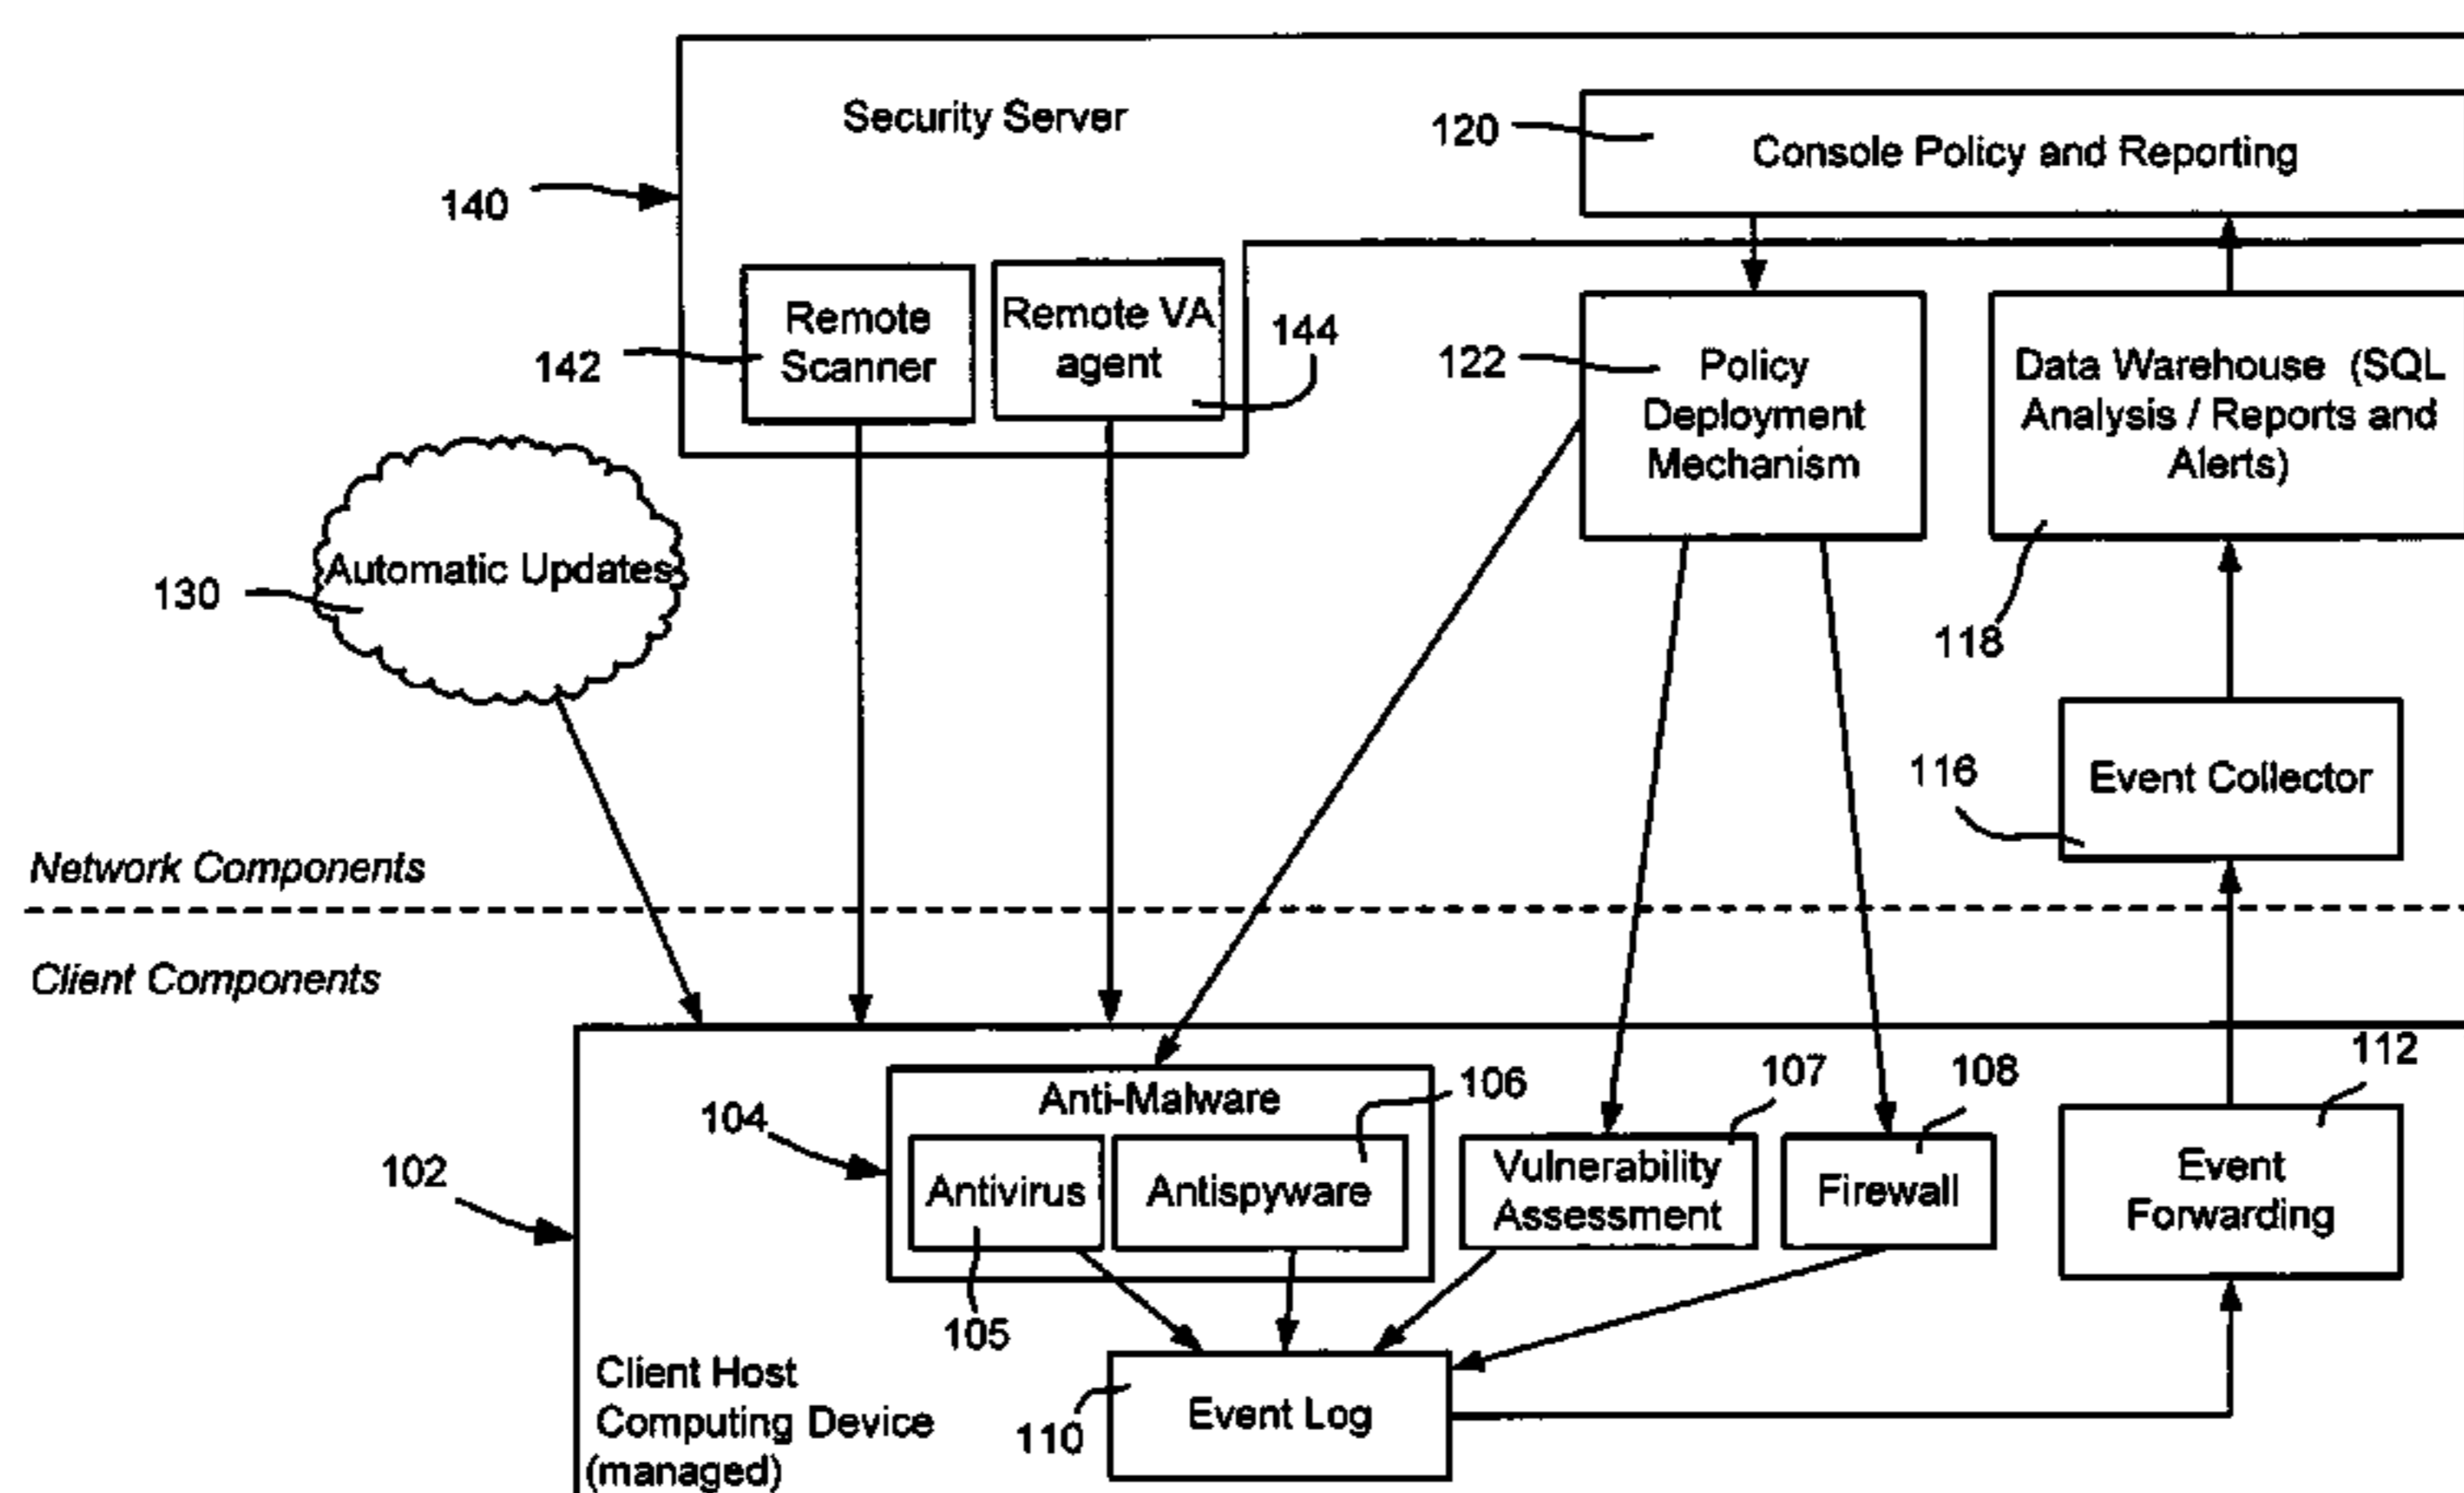 Security Server
120
Console Policy and Reporting
140
Remote
Scanner
142
Remote VA
agent
144
122
Policy
Deployment
Mechanism
Data Warehouse (SQL
Analysis / Reports and
Alerts)
118
Automatic Updates
130
116
Event Collector
Network Components
Client Components
112
Anti-Malware
106
107
108
104
102
Antivirus
Antispyware
Vulnerability
Assessment
Firewall
Event
Forwarding
105
Client Host
Computing Device
(managed)
110
Event Log